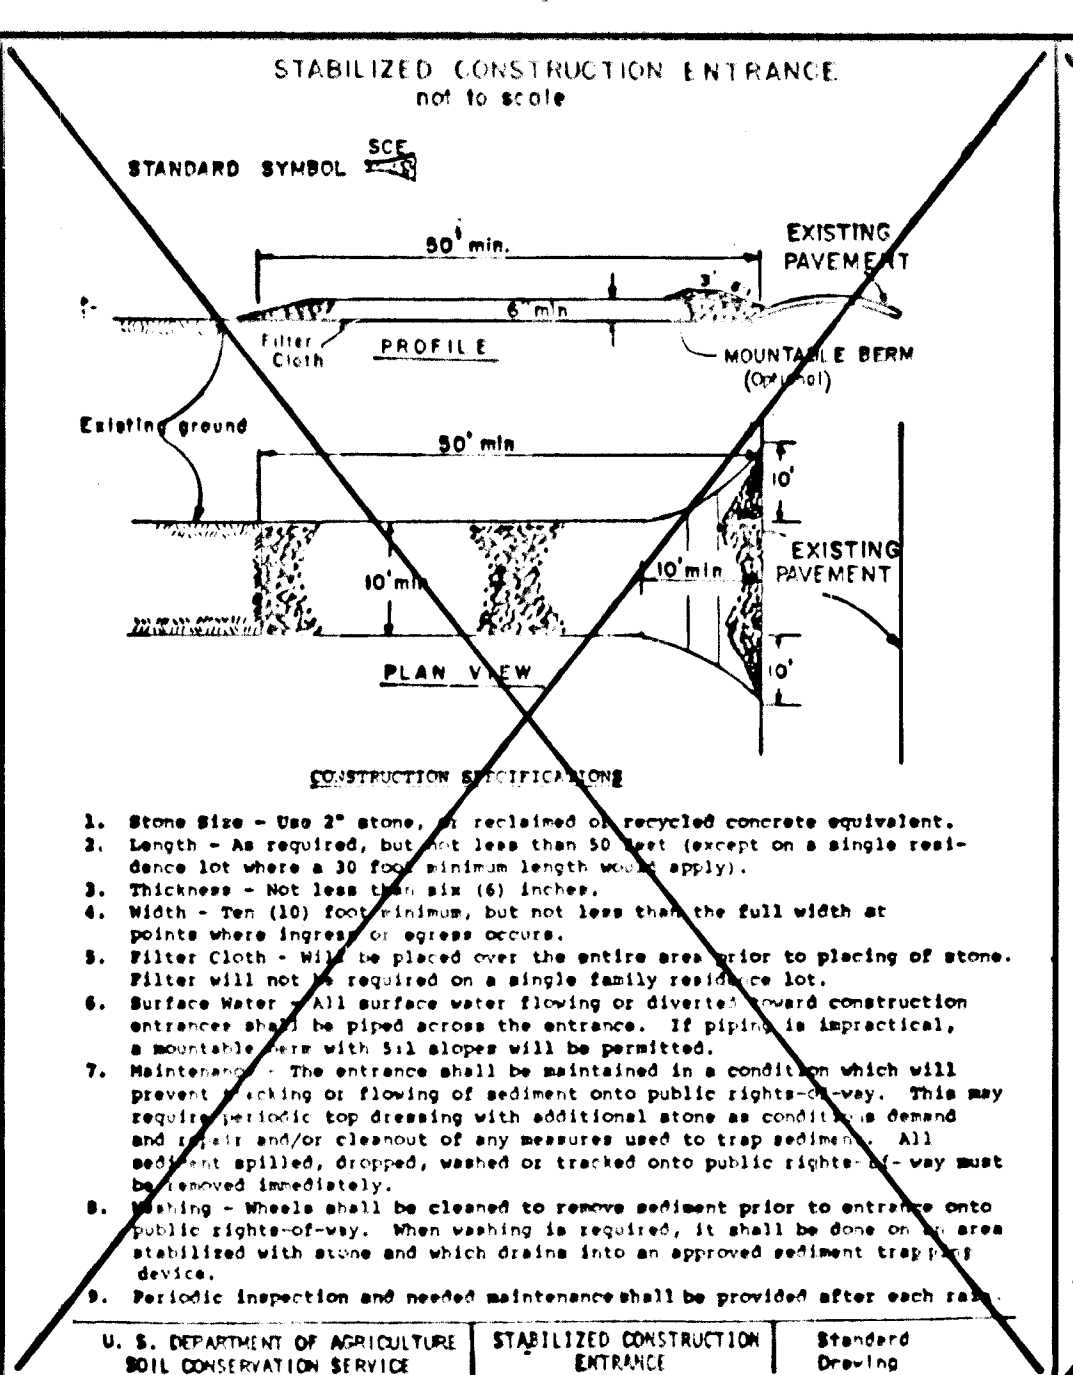 STABILIZED CONSTRUCTION ENTRANCE
not to scale
STANDARD SYMBOL SCE
50' min.
EXISTING
PAVEMENT
3'
6" min
Filter
Cloth
PROFILE
MOUNTABLE BERM
(Optional)
Existing ground
50' min
10'
10' min
10' min
EXISTING
PAVEMENT
PLAN VIEW
10'
CONSTRUCTION SPECIFICATIONS
1. Stone Size - Use 2" stone, or reclaimed or recycled concrete equivalent.
2. Length - As required, but not less than 50 feet (except on a single resi-
dence lot where a 30 foot minimum length would apply).
3. Thickness - Not less than six (6) inches.
4. Width - Ten (10) foot minimum, but not less than the full width at
points where ingress or egress occurs.
5. Filter Cloth - Will be placed over the entire area prior to placing of stone.
Filter will not be required on a single family residence lot.
6. Surface Water - All surface water flowing or diverted toward construction
entrances shall be piped across the entrance. If piping is impractical,
a mountable berm with 5:1 slopes will be permitted.
7. Maintenance - The entrance shall be maintained in a condition which will
prevent tracking or flowing of sediment onto public rights-of-way. This may
require periodic top dressing with additional stone as conditions demand
and repair and/or cleanout of any measures used to trap sediment. All
sediment spilled, dropped, washed or tracked onto public rights-of-way must
be removed immediately.
8. Washing - Wheels shall be cleaned to remove sediment prior to entrance onto
public rights-of-way. When washing is required, it shall be done on an area
stabilized with stone and which drains into an approved sediment trapping
device.
9. Periodic inspection and needed maintenance shall be provided after each rain.
U. S. DEPARTMENT OF AGRICULTURE
SOIL CONSERVATION SERVICE
STABILIZED CONSTRUCTION
ENTRANCE
Standard
Drawing